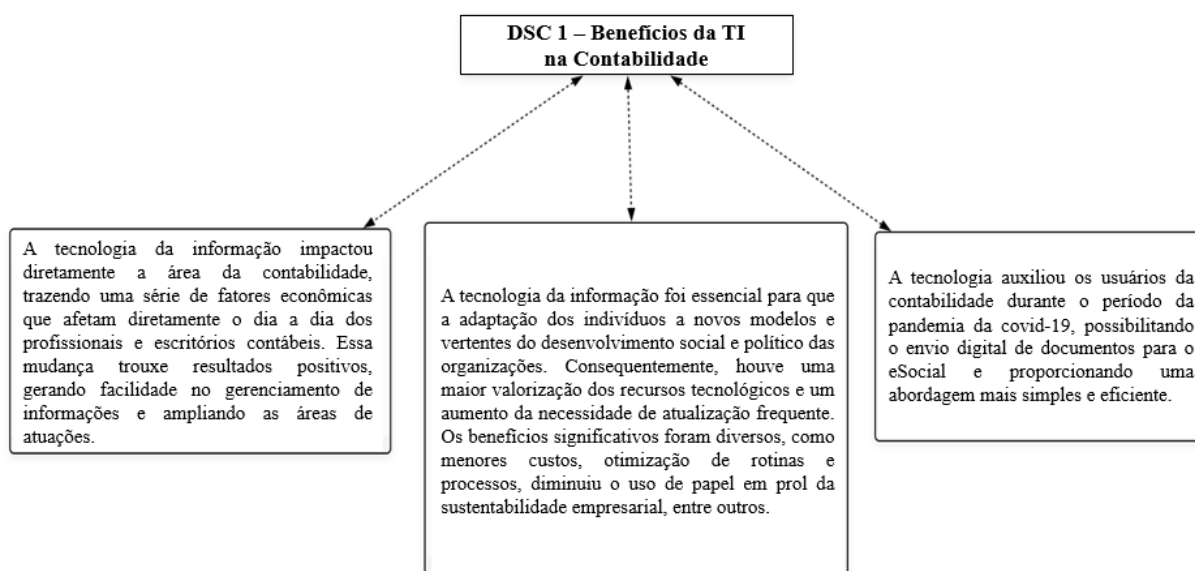 DSC 1 – Benefícios da TI
na Contabilidade
A tecnologia da informação impactou
diretamente a área da contabilidade,
trazendo uma série de fatores econômicas
que afetam diretamente o dia a dia dos
profissionais e escritórios contábeis. Essa
mudança trouxe resultados positivos,
gerando facilidade no gerenciamento de
informações e ampliando as áreas de
atuações.
A tecnologia da informação foi essencial para que
a adaptação dos indivíduos a novos modelos e
vertentes do desenvolvimento social e político das
organizações. Consequentemente, houve uma
maior valorização dos recursos tecnológicos e um
aumento da necessidade de atualização frequente.
Os benefícios significativos foram diversos, como
menores custos, otimização de rotinas e
processos, diminuiu o uso de papel em prol da
sustentabilidade empresarial, entre outros.
A tecnologia auxiliou os usuários da
contabilidade durante o período da
pandemia da covid-19, possibilitando
o envio digital de documentos para o
eSocial e proporcionando uma
abordagem mais simples e eficiente.